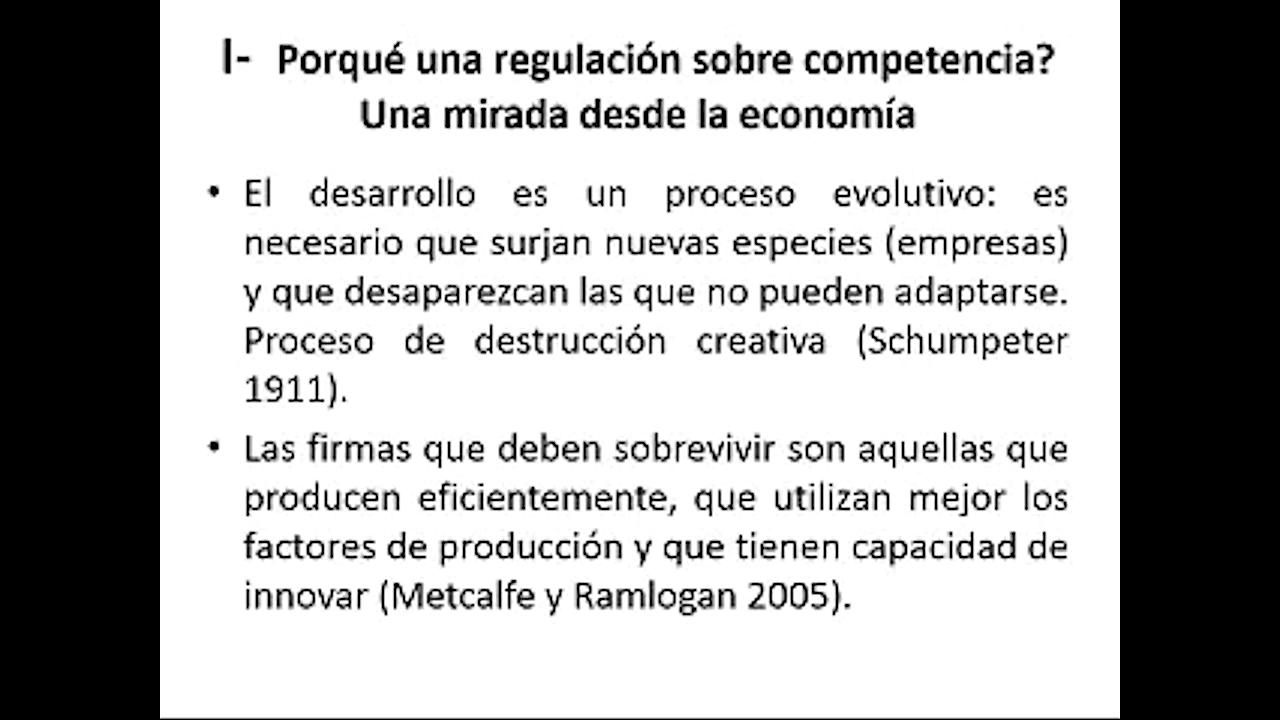 I- Porqué una regulación sobre competencia?
Una mirada desde la economía
• El desarrollo es un proceso evolutivo: es
necesario que surjan nuevas especies (empresas)
y que desaparezcan las que no pueden adaptarse.
Proceso de destrucción creativa (Schumpeter
1911).
• Las firmas que deben sobrevivir son aquellas que
producen eficientemente, que utilizan mejor los
factores de producción y que tienen capacidad de
innovar (Metcalfe y Ramlogan 2005).